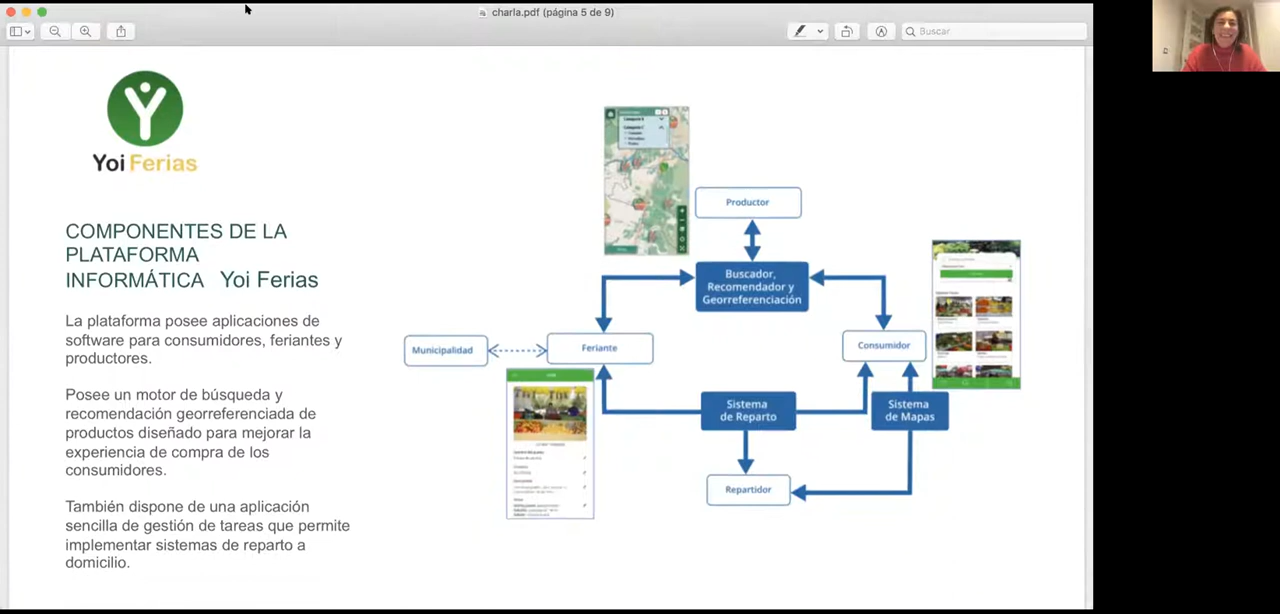 charla.pdf (página 5 de 9)
Buscar
Yoi Ferias
COMPONENTES DE LA
PLATAFORMA
INFORMÁTICA Yoi Ferias
La plataforma posee aplicaciones de
software para consumidores, feriantes y
productores.
Posee un motor de búsqueda y
recomendación georreferenciada de
productos diseñado para mejorar la
experiencia de compra de los
consumidores.
También dispone de una aplicación
sencilla de gestión de tareas que permite
implementar sistemas de reparto a
domicilio.
Productor
Buscador,
Recomendador y
Georreferenciación
Municipalidad
Feriante
Consumidor
Sistema
de Reparto
Sistema
de Mapas
Repartidor